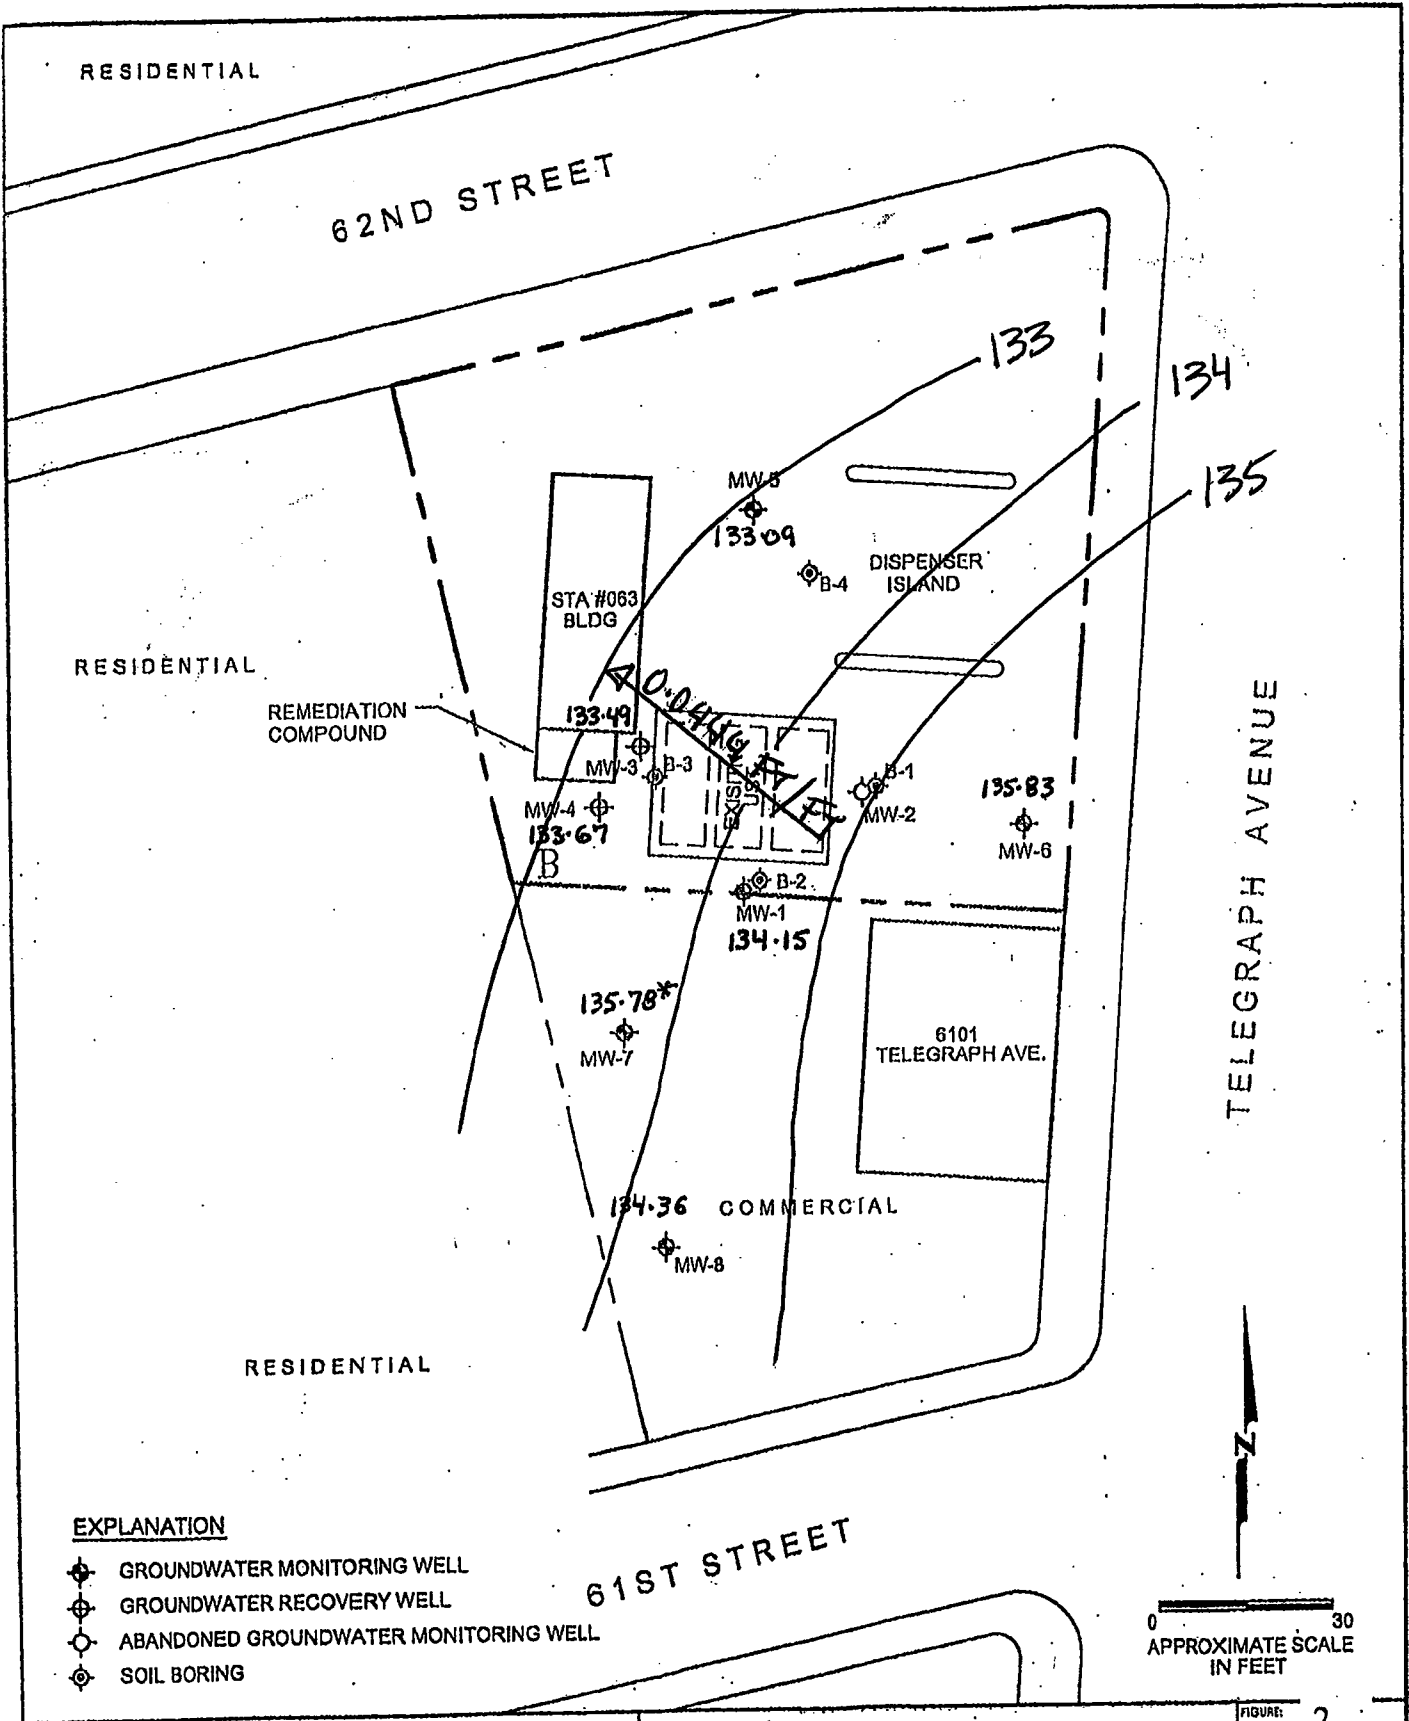 RESIDENTIAL
62ND STREET
133
134
135
MW-5
133.09
B-4
DISPENSER
ISLAND
STA #063
BLDG
RESIDENTIAL
REMEDIATION
COMPOUND
133.49
MW-3
B-3
EXISTING
UST
B-1
MW-2
135.83
MW-6
MW-4
133.67
B
B-2
MW-1
134.15
135.78*
MW-7
6101
TELEGRAPH AVE.
TELEGRAPH AVENUE
134.36
COMMERCIAL
MW-8
RESIDENTIAL
N
EXPLANATION
GROUNDWATER MONITORING WELL
GROUNDWATER RECOVERY WELL
ABANDONED GROUNDWATER MONITORING WELL
SOIL BORING
61ST STREET
0 30
APPROXIMATE SCALE
IN FEET
FIGURE: 2